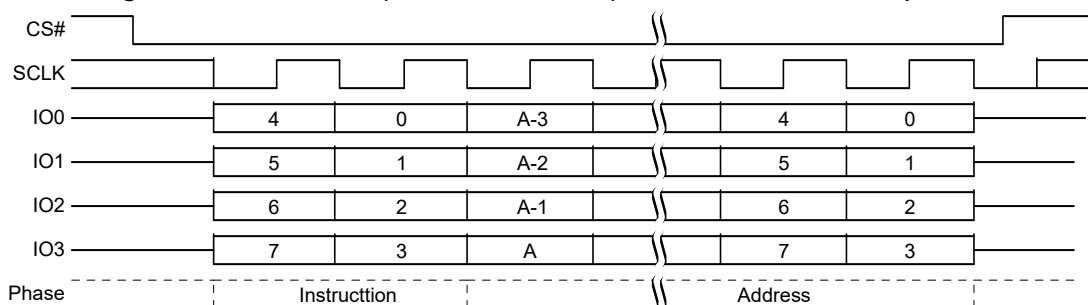 CS#
SCLK
IO0 4 0 A-3 4 0
IO1 5 1 A-2 5 1
IO2 6 2 A-1 6 2
IO3 7 3 A 7 3
Phase Instructtion Address